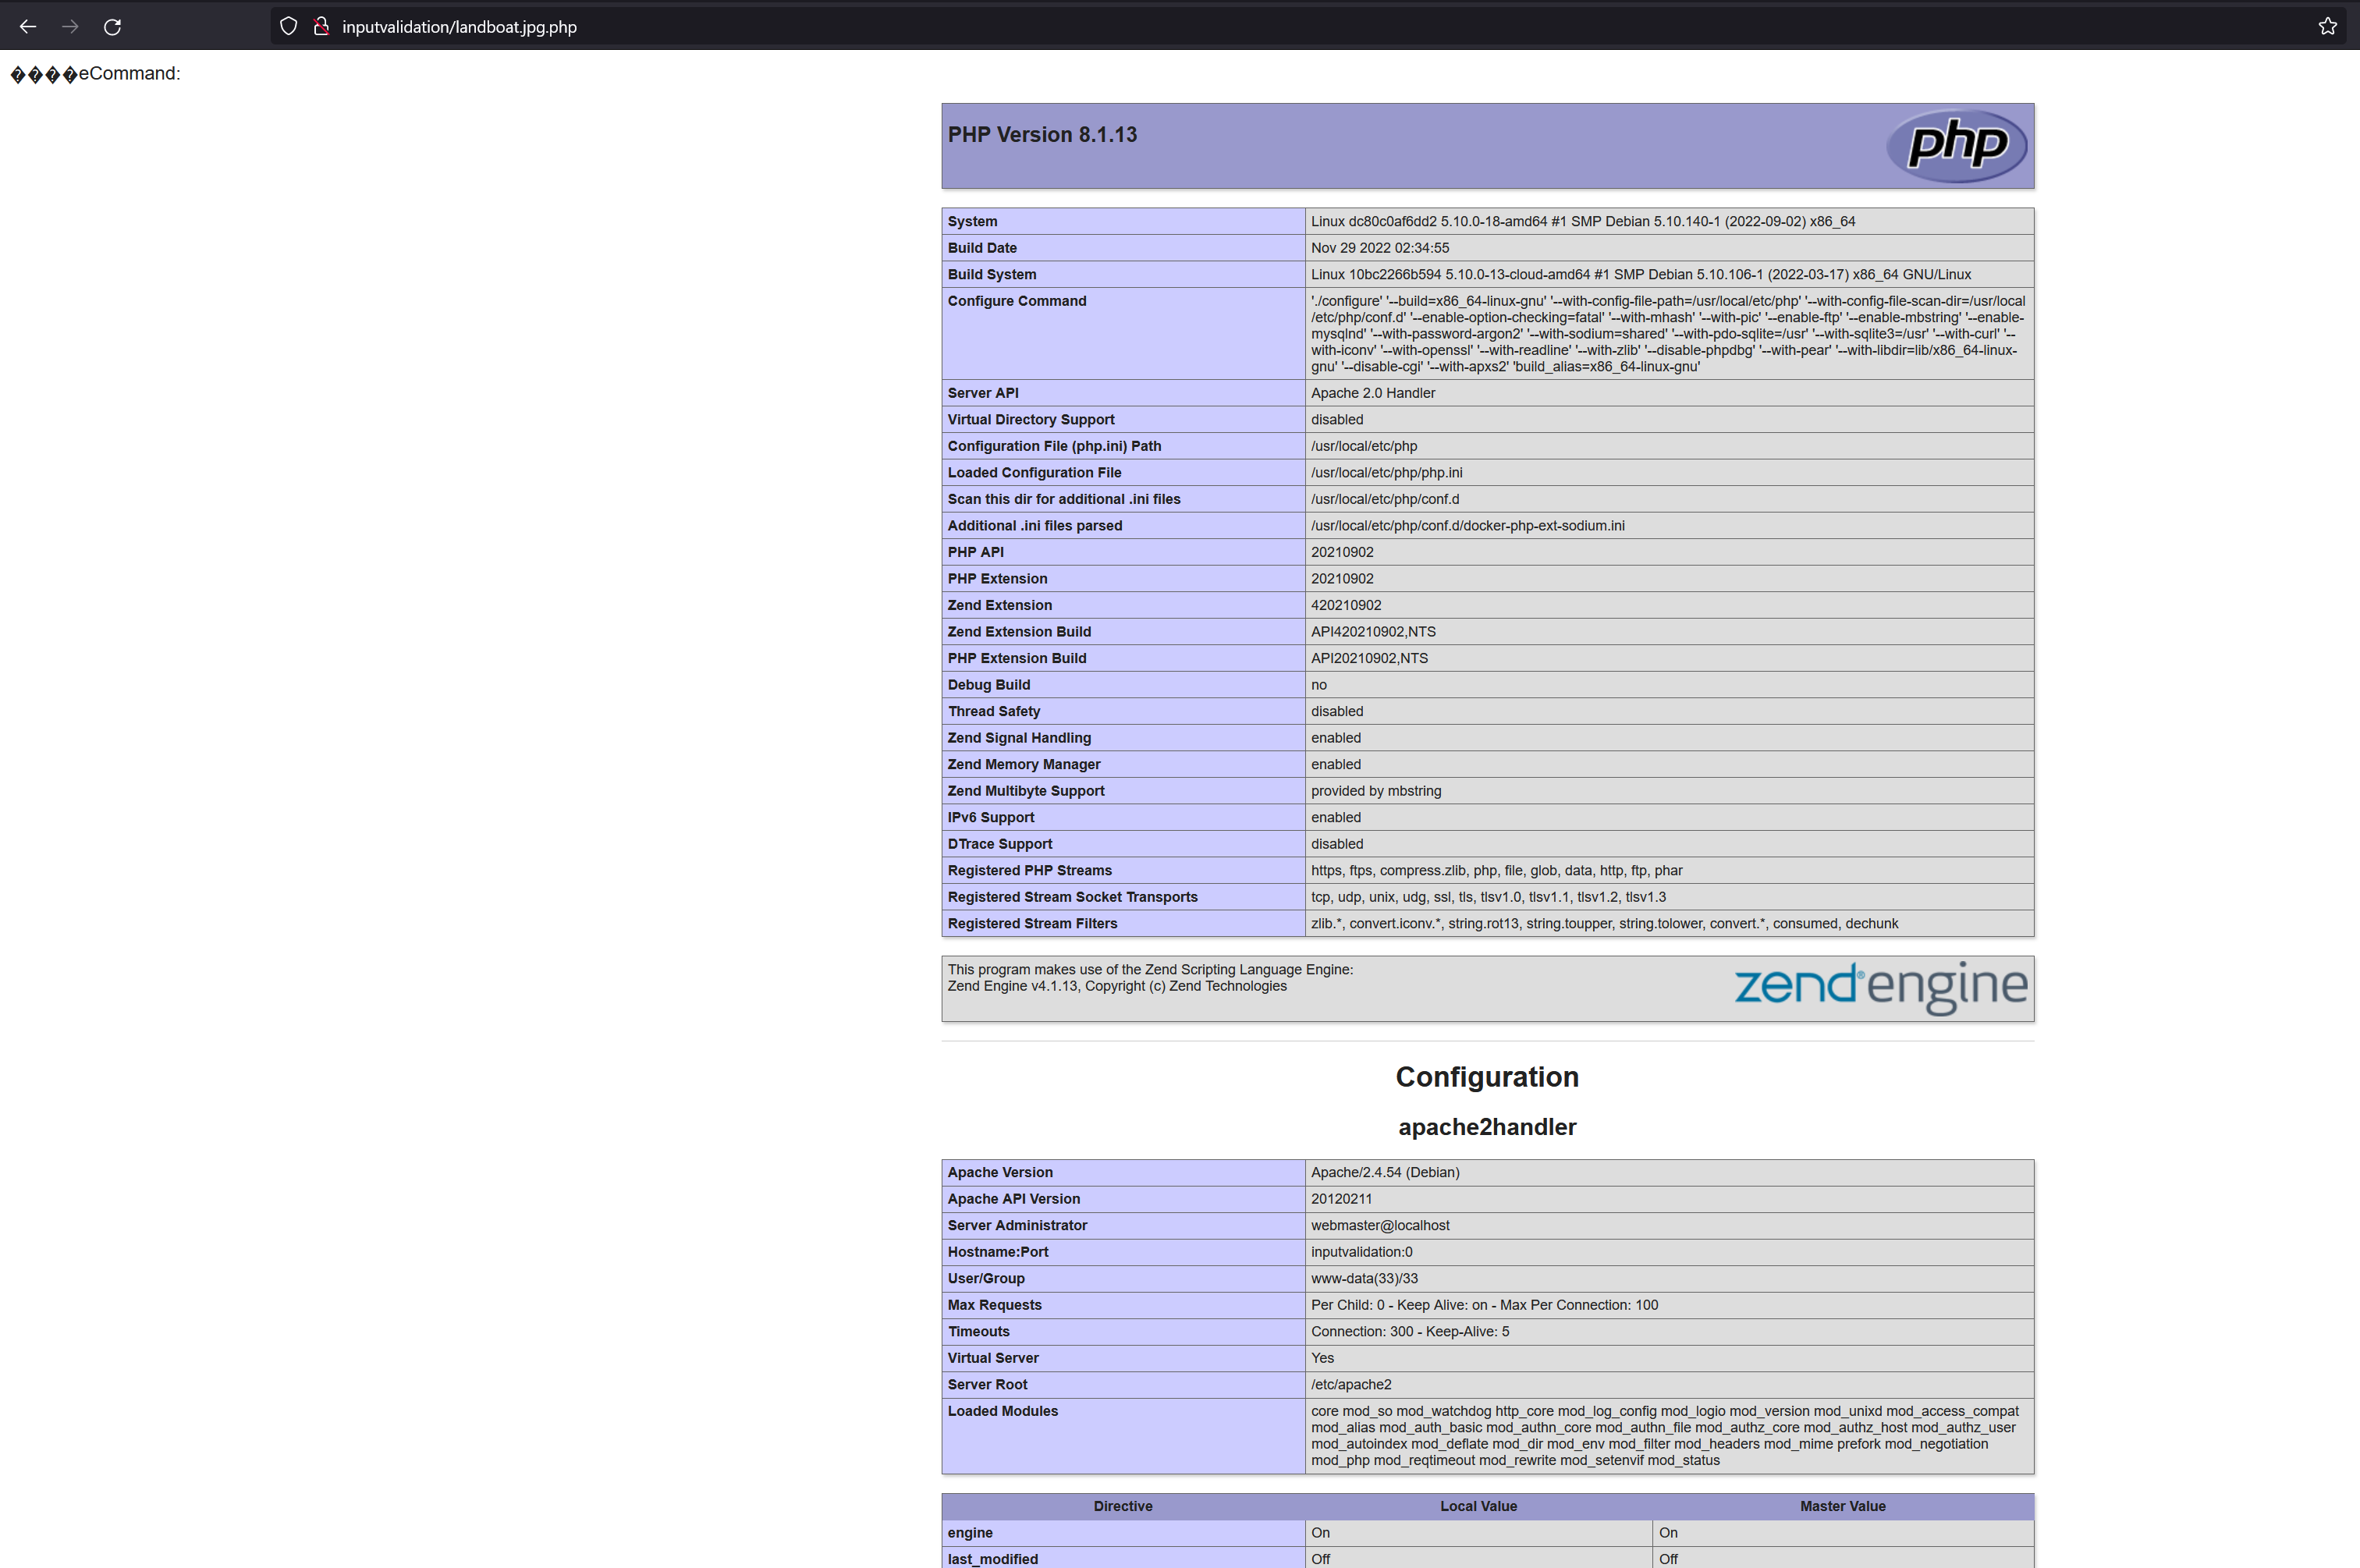 inputvalidation/landboat.jpg.php
����eCommand:
PHP Version 8.1.13
php
System Linux dc80c0af6dd2 5.10.0-18-amd64 #1 SMP Debian 5.10.140-1 (2022-09-02) x86_64
Build Date Nov 29 2022 02:34:55
Build System Linux 10bc2266b594 5.10.0-13-cloud-amd64 #1 SMP Debian 5.10.106-1 (2022-03-17) x86_64 GNU/Linux
Configure Command './configure' '--build=x86_64-linux-gnu' '--with-config-file-path=/usr/local/etc/php' '--with-config-file-scan-dir=/usr/local
/etc/php/conf.d' '--enable-option-checking=fatal' '--with-mhash' '--with-pic' '--enable-ftp' '--enable-mbstring' '--enable-
mysqlnd' '--with-password-argon2' '--with-sodium=shared' '--with-pdo-sqlite=/usr' '--with-sqlite3=/usr' '--with-curl' '--
with-iconv' '--with-openssl' '--with-readline' '--with-zlib' '--disable-phpdbg' '--with-pear' '--with-libdir=lib/x86_64-linux-
gnu' '--disable-cgi' '--with-apxs2' 'build_alias=x86_64-linux-gnu'
Server API Apache 2.0 Handler
Virtual Directory Support disabled
Configuration File (php.ini) Path /usr/local/etc/php
Loaded Configuration File /usr/local/etc/php/php.ini
Scan this dir for additional .ini files /usr/local/etc/php/conf.d
Additional .ini files parsed /usr/local/etc/php/conf.d/docker-php-ext-sodium.ini
PHP API 20210902
PHP Extension 20210902
Zend Extension 420210902
Zend Extension Build API420210902,NTS
PHP Extension Build API20210902,NTS
Debug Build no
Thread Safety disabled
Zend Signal Handling enabled
Zend Memory Manager enabled
Zend Multibyte Support provided by mbstring
IPv6 Support enabled
DTrace Support disabled
Registered PHP Streams https, ftps, compress.zlib, php, file, glob, data, http, ftp, phar
Registered Stream Socket Transports tcp, udp, unix, udg, ssl, tls, tlsv1.0, tlsv1.1, tlsv1.2, tlsv1.3
Registered Stream Filters zlib.*, convert.iconv.*, string.rot13, string.toupper, string.tolower, convert.*, consumed, dechunk
This program makes use of the Zend Scripting Language Engine:
Zend Engine v4.1.13, Copyright (c) Zend Technologies
zend®engine
Configuration
apache2handler
Apache Version Apache/2.4.54 (Debian)
Apache API Version 20120211
Server Administrator webmaster@localhost
Hostname:Port inputvalidation:0
User/Group www-data(33)/33
Max Requests Per Child: 0 - Keep Alive: on - Max Per Connection: 100
Timeouts Connection: 300 - Keep-Alive: 5
Virtual Server Yes
Server Root /etc/apache2
Loaded Modules core mod_so mod_watchdog http_core mod_log_config mod_logio mod_version mod_unixd mod_access_compat
mod_alias mod_auth_basic mod_authn_core mod_authn_file mod_authz_core mod_authz_host mod_authz_user
mod_autoindex mod_deflate mod_dir mod_env mod_filter mod_headers mod_mime prefork mod_negotiation
mod_php mod_reqtimeout mod_rewrite mod_setenvif mod_status
Directive Local Value Master Value
engine On On
last_modified Off Off